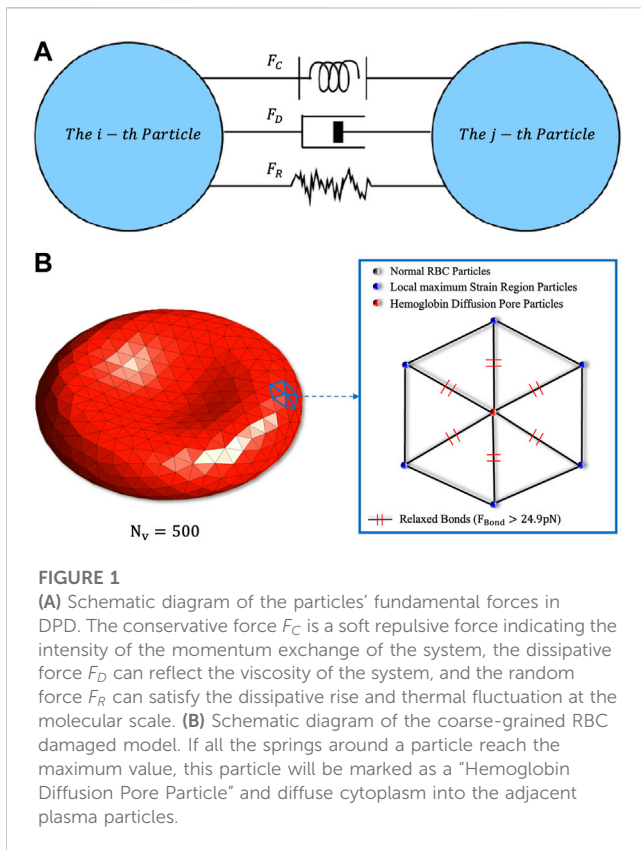 A
F_C
The i − th Particle
F_D
The j − th Particle
F_R
B
Normal RBC Particles
Local maximum Strain Region Particles
Hemoglobin Diffusion Pore Particles
Relaxed Bonds (F_Bond > 24.9pN)
N_v = 500
FIGURE 1
(A) Schematic diagram of the particles’ fundamental forces in
DPD. The conservative force F_C is a soft repulsive force indicating the
intensity of the momentum exchange of the system, the dissipative
force F_D can reflect the viscosity of the system, and the random
force F_R can satisfy the dissipative rise and thermal fluctuation at the
molecular scale. (B) Schematic diagram of the coarse-grained RBC
damaged model. If all the springs around a particle reach the
maximum value, this particle will be marked as a “Hemoglobin
Diffusion Pore Particle” and diffuse cytoplasm into the adjacent
plasma particles.